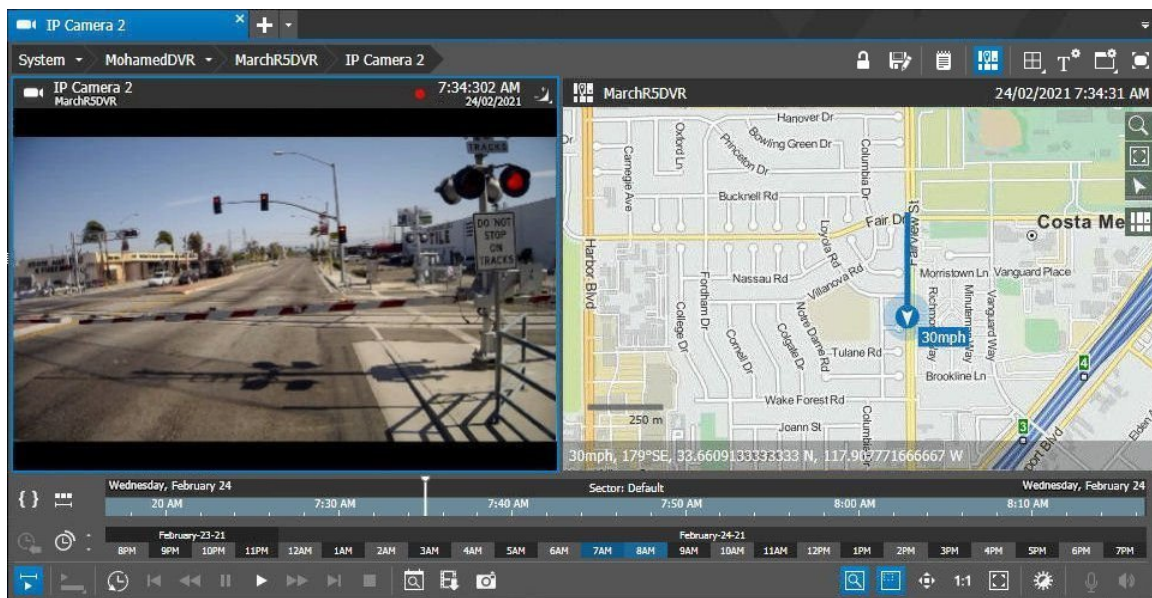 IP Camera 2
System MohamedDVR MarchR5DVR IP Camera 2
IP Camera 2
MarchR5DVR
7:34:302 AM
24/02/2021
TRACKS
DO NOT
STOP
ON
TRACKS
MarchR5DVR 24/02/2021 7:34:31 AM
Hanover Dr
Oxford Ln
Bowling Green Dr
Princeton Dr
Columbia Dr
Carnegie Ave
Bucknell Rd
Fair Dr
Costa Me
Harbor Blvd
Loyola Rd
Nassau Rd
Villanova Rd
Morristown Ln
Vanguard Place
Fordham Dr
College Dr
Cornell Dr
Notre Dame Rd
Colgate Dr
Tulane Rd
30mph
Minuteman Way
Vanguard Way
Brookline Ln
4
Wake Forest Rd
250 m
Joann St
3
30mph, 179°SE, 33.6609133333333 N, 117.907771666667 W
Wednesday, February 24 Sector: Default Wednesday, February 24
20 AM 7:30 AM 7:40 AM 7:50 AM 8:00 AM 8:10 AM
February-23-21 February-24-21
8PM 9PM 10PM 11PM 12AM 1AM 2AM 3AM 4AM 5AM 6AM 7AM 8AM 9AM 10AM 11AM 12PM 1PM 2PM 3PM 4PM 5PM 6PM 7PM
1:1